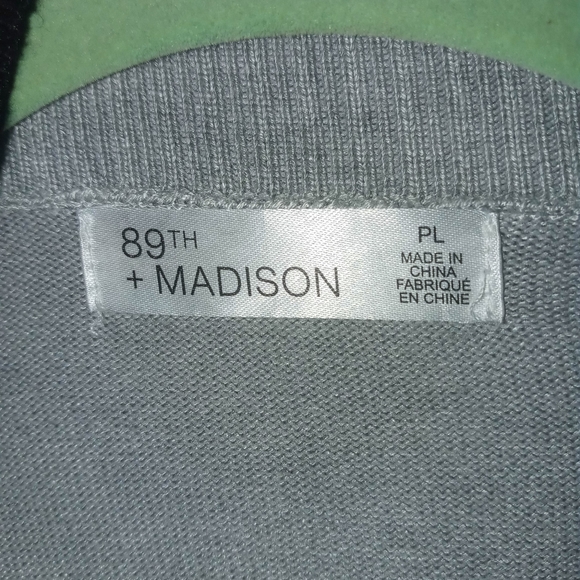 89TH
+ MADISON
PL
MADE IN
CHINA
FABRIQUÉ
EN CHINE